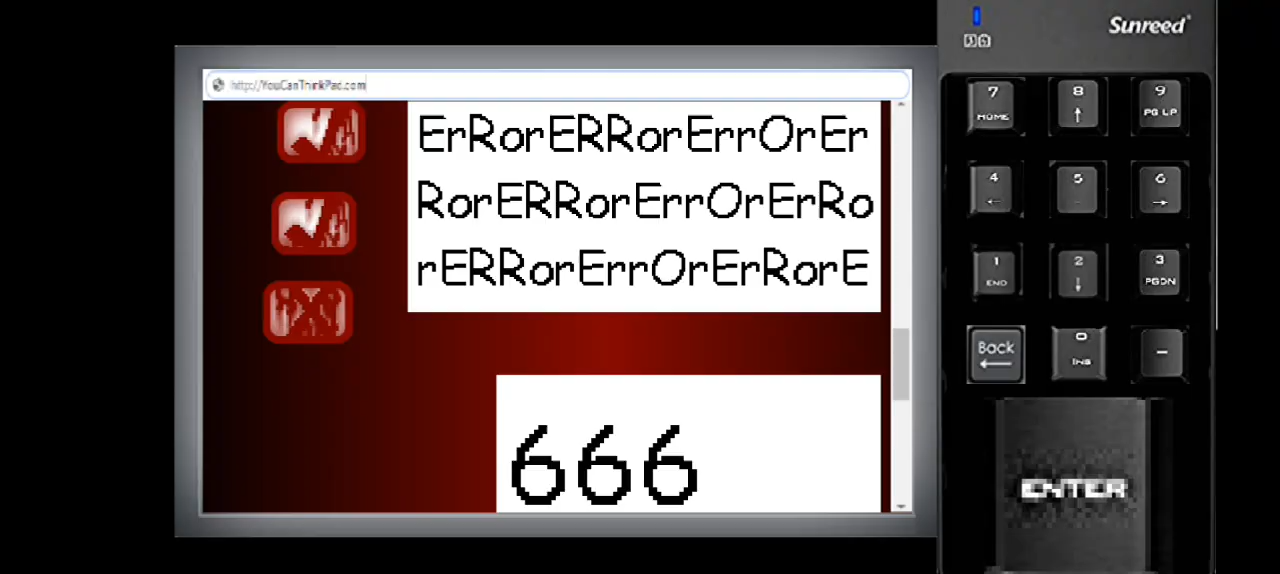 Sunreed
http://YouCanThinkPad.com
ErRorERRorErrOrEr
RorERRorErrOrErRo
rERRorErrOrErRorE
666
7 8 9
HOME ↑ PG UP
4 5 6
← →
1 2 3
END ↓ PGDN
Back 0 -
← INS
ENTER